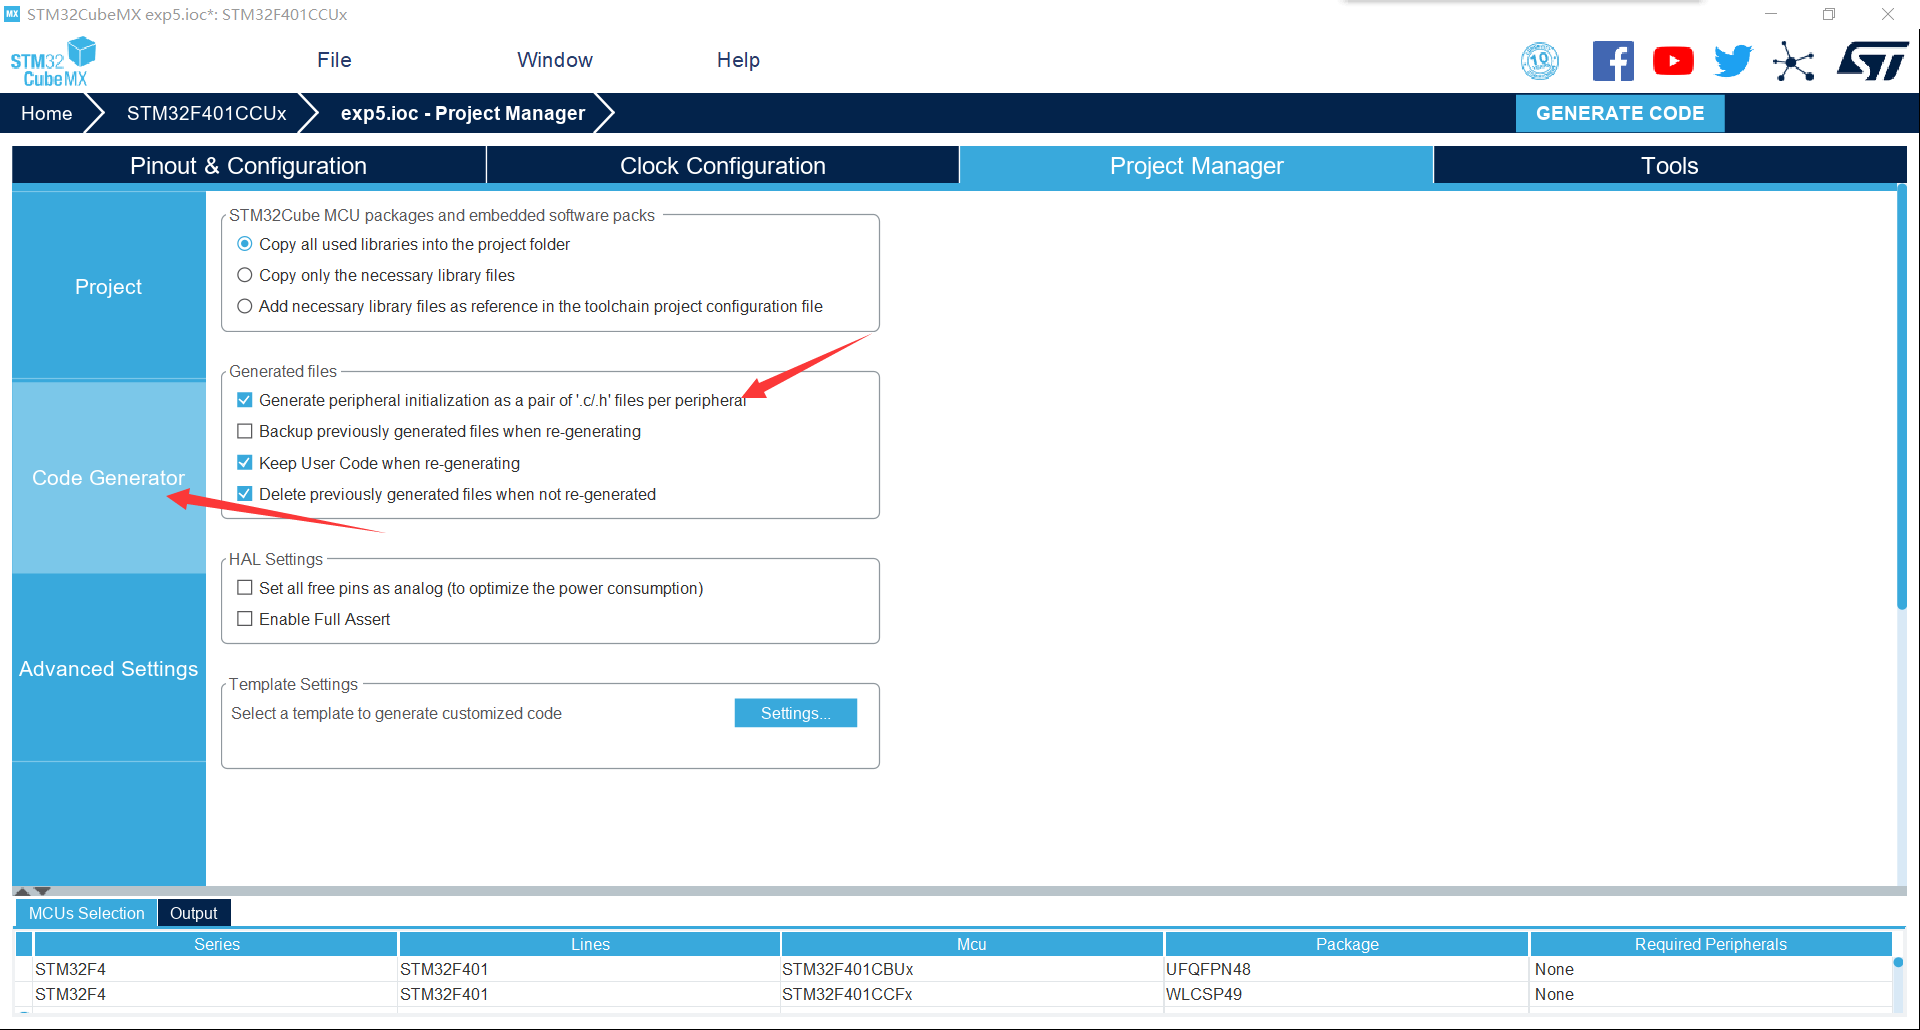 MX STM32CubeMX exp5.ioc*: STM32F401CCUx
STM32
CubeMX
File Window Help
10
ST
Home STM32F401CCUx exp5.ioc - Project Manager GENERATE CODE
Pinout & Configuration Clock Configuration Project Manager Tools
Project
Code Generator
Advanced Settings
STM32Cube MCU packages and embedded software packs
Copy all used libraries into the project folder
Copy only the necessary library files
Add necessary library files as reference in the toolchain project configuration file
Generated files
Generate peripheral initialization as a pair of '.c/.h' files per peripheral
Backup previously generated files when re-generating
Keep User Code when re-generating
Delete previously generated files when not re-generated
HAL Settings
Set all free pins as analog (to optimize the power consumption)
Enable Full Assert
Template Settings
Select a template to generate customized code Settings...
MCUs Selection Output
Series Lines Mcu Package Required Peripherals
STM32F4 STM32F401 STM32F401CBUx UFQFPN48 None
STM32F4 STM32F401 STM32F401CCFx WLCSP49 None